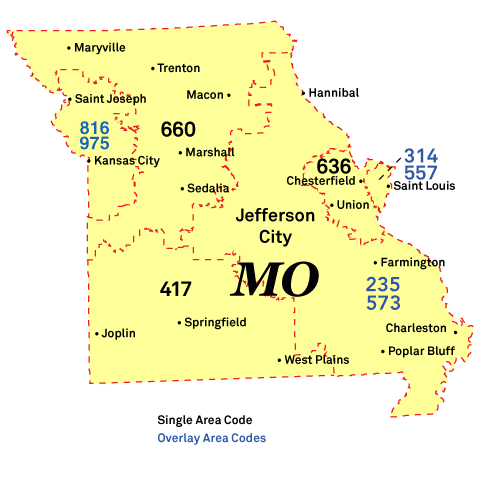 Maryville
Trenton
Macon
Hannibal
Saint Joseph
816
975
660
Kansas City
Marshall
636
314
557
Chesterfield
Saint Louis
Sedalia
Union
Jefferson
City
MO
Farmington
235
573
417
Springfield
Joplin
Charleston
West Plains
Poplar Bluff
Single Area Code
Overlay Area Codes